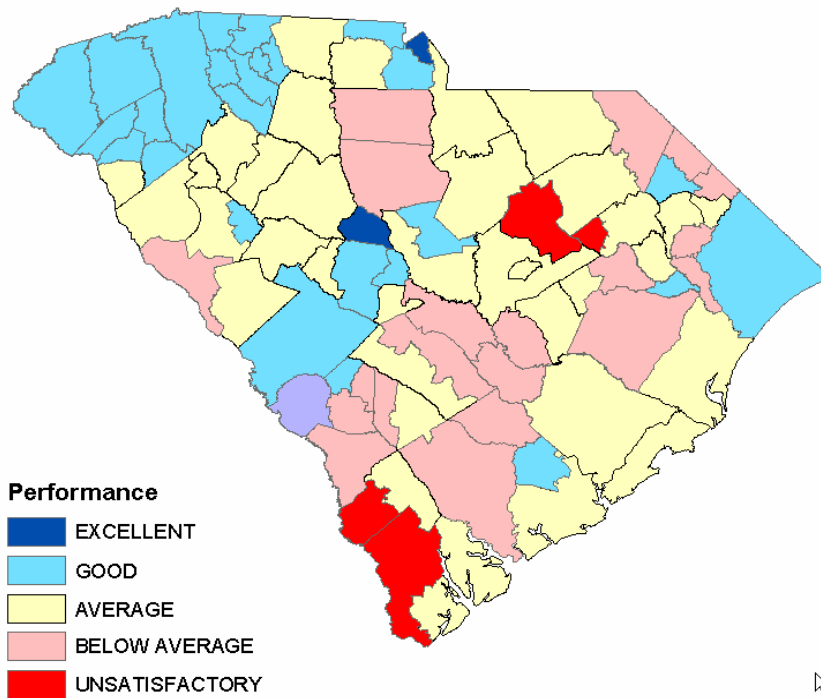 Performance
EXCELLENT
GOOD
AVERAGE
BELOW AVERAGE
UNSATISFACTORY